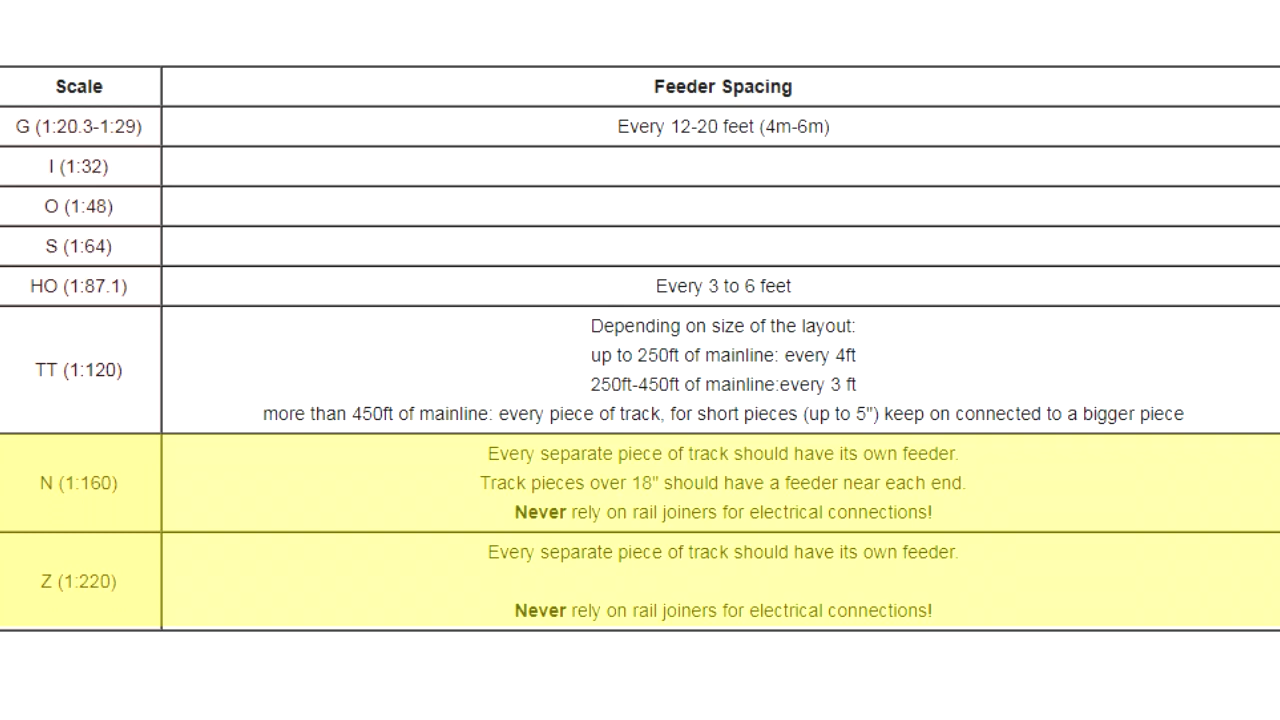 Scale Feeder Spacing
G (1:20.3-1:29) Every 12-20 feet (4m-6m)
I (1:32)
O (1:48)
S (1:64)
HO (1:87.1) Every 3 to 6 feet
Depending on size of the layout:
up to 250ft of mainline: every 4ft
TT (1:120)
250ft-450ft of mainline:every 3 ft
more than 450ft of mainline: every piece of track, for short pieces (up to 5") keep on connected to a bigger piece
Every separate piece of track should have its own feeder.
N (1:160) Track pieces over 18" should have a feeder near each end.
Never rely on rail joiners for electrical connections!
Every separate piece of track should have its own feeder.
Z (1:220)
Never rely on rail joiners for electrical connections!